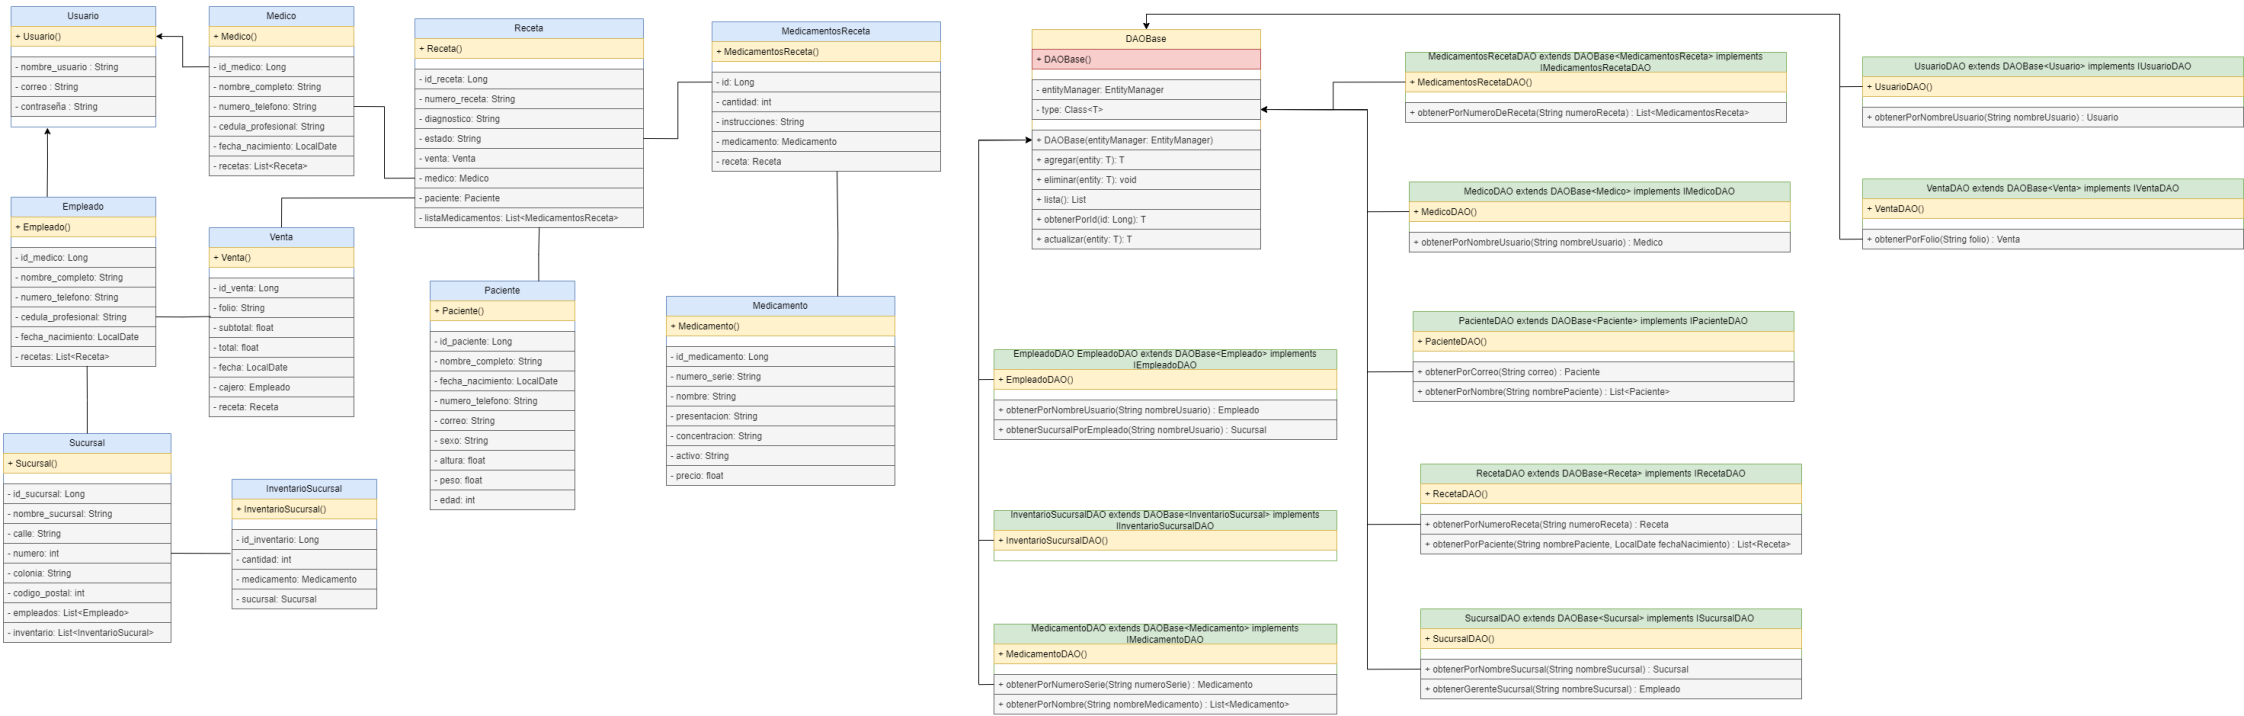 Usuario
+ Usuario()
- nombre_usuario : String
- correo : String
- contraseña : String
Medico
+ Medico()
- id_medico: Long
- nombre_completo: String
- numero_telefono: String
- cedula_profesional: String
- fecha_nacimiento: LocalDate
- recetas: List<Receta>
Receta
+ Receta()
- id_receta: Long
- numero_receta: String
- diagnostico: String
- estado: String
- venta: Venta
- medico: Medico
- paciente: Paciente
- listaMedicamentos: List<MedicamentosReceta>
MedicamentosReceta
+ MedicamentosReceta()
- id: Long
- cantidad: int
- instrucciones: String
- medicamento: Medicamento
- receta: Receta
Empleado
+ Empleado()
- id_medico: Long
- nombre_completo: String
- numero_telefono: String
- cedula_profesional: String
- fecha_nacimiento: LocalDate
- recetas: List<Receta>
Venta
+ Venta()
- id_venta: Long
- folio: String
- subtotal: float
- total: float
- fecha: LocalDate
- cajero: Empleado
- receta: Receta
Paciente
+ Paciente()
- id_paciente: Long
- nombre_completo: String
- fecha_nacimiento: LocalDate
- numero_telefono: String
- correo: String
- sexo: String
- altura: float
- peso: float
- edad: int
Medicamento
+ Medicamento()
- id_medicamento: Long
- numero_serie: String
- nombre: String
- presentacion: String
- concentracion: String
- activo: String
- precio: float
Sucursal
+ Sucursal()
- id_sucursal: Long
- nombre_sucursal: String
- calle: String
- numero: int
- colonia: String
- codigo_postal: int
- empleados: List<Empleado>
- inventario: List<InventarioSucural>
InventarioSucursal
+ InventarioSucursal()
- id_inventario: Long
- cantidad: int
- medicamento: Medicamento
- sucursal: Sucursal
DAOBase
+ DAOBase()
- entityManager: EntityManager
- type: Class<T>
+ DAOBase(entityManager: EntityManager)
+ agregar(entity: T): T
+ eliminar(entity: T): void
+ lista(): List
+ obtenerPorId(id: Long): T
+ actualizar(entity: T): T
EmpleadoDAO EmpleadoDAO extends DAOBase<Empleado> implements
IEmpleadoDAO
+ EmpleadoDAO()
+ obtenerPorNombreUsuario(String nombreUsuario) : Empleado
+ obtenerSucursalPorEmpleado(String nombreUsuario) : Sucursal
InventarioSucursalDAO extends DAOBase<InventarioSucursal> implements
IInventarioSucursalDAO
+ InventarioSucursalDAO()
MedicamentoDAO extends DAOBase<Medicamento> implements
IMedicamentoDAO
+ MedicamentoDAO()
+ obtenerPorNumeroSerie(String numeroSerie) : Medicamento
+ obtenerPorNombre(String nombreMedicamento) : List<Medicamento>
MedicamentosRecetaDAO extends DAOBase<MedicamentosReceta> implements
IMedicamentosRecetaDAO
+ MedicamentosRecetaDAO()
+ obtenerPorNumeroDeReceta(String numeroReceta) : List<MedicamentosReceta>
MedicoDAO extends DAOBase<Medico> implements IMedicoDAO
+ MedicoDAO()
+ obtenerPorNombreUsuario(String nombreUsuario) : Medico
PacienteDAO extends DAOBase<Paciente> implements IPacienteDAO
+ PacienteDAO()
+ obtenerPorCorreo(String correo) : Paciente
+ obtenerPorNombre(String nombrePaciente) : List<Paciente>
RecetaDAO extends DAOBase<Receta> implements IRecetaDAO
+ RecetaDAO()
+ obtenerPorNumeroReceta(String numeroReceta) : Receta
+ obtenerPorPaciente(String nombrePaciente, LocalDate fechaNacimiento) : List<Receta>
SucursalDAO extends DAOBase<Sucursal> implements ISucursalDAO
+ SucursalDAO()
+ obtenerPorNombreSucursal(String nombreSucursal) : Sucursal
+ obtenerGerenteSucursal(String nombreSucursal) : Empleado
UsuarioDAO extends DAOBase<Usuario> implements IUsuarioDAO
+ UsuarioDAO()
+ obtenerPorNombreUsuario(String nombreUsuario) : Usuario
VentaDAO extends DAOBase<Venta> implements IVentaDAO
+ VentaDAO()
+ obtenerPorFolio(String folio) : Venta